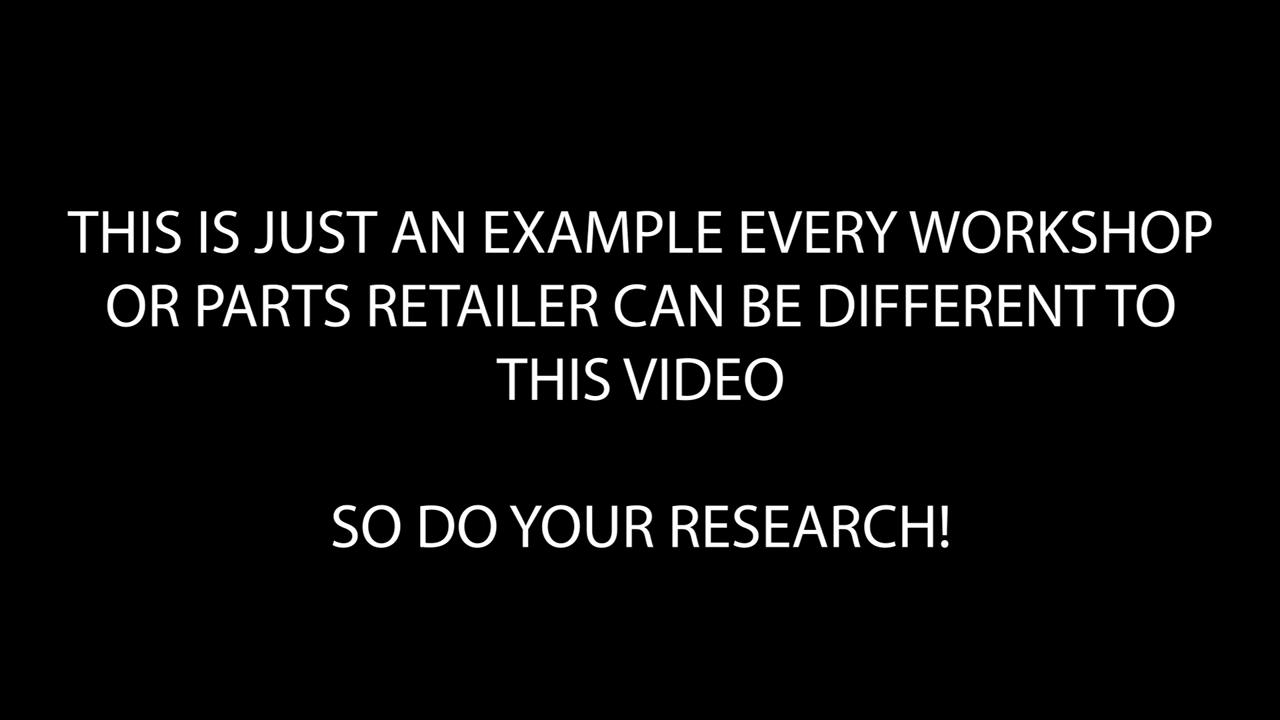 THIS IS JUST AN EXAMPLE EVERY WORKSHOP
OR PARTS RETAILER CAN BE DIFFERENT TO
THIS VIDEO
SO DO YOUR RESEARCH!